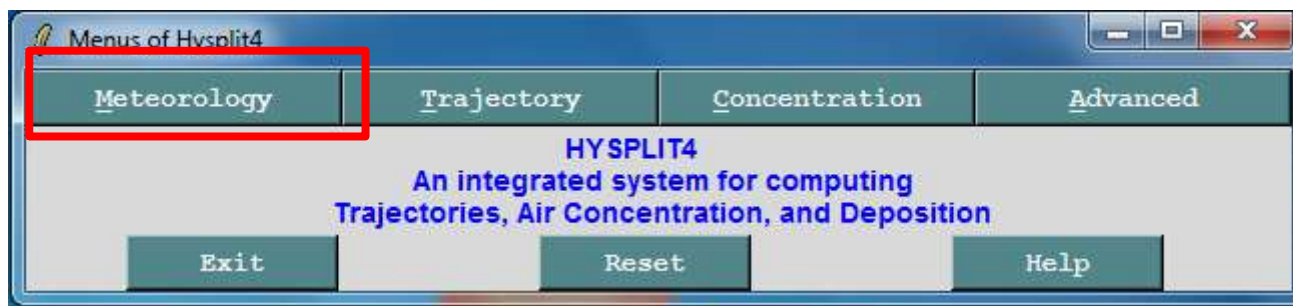 Menus of Hysplit4
Meteorology Trajectory Concentration Advanced
HYSPLIT4
An integrated system for computing
Trajectories, Air Concentration, and Deposition
Exit Reset Help